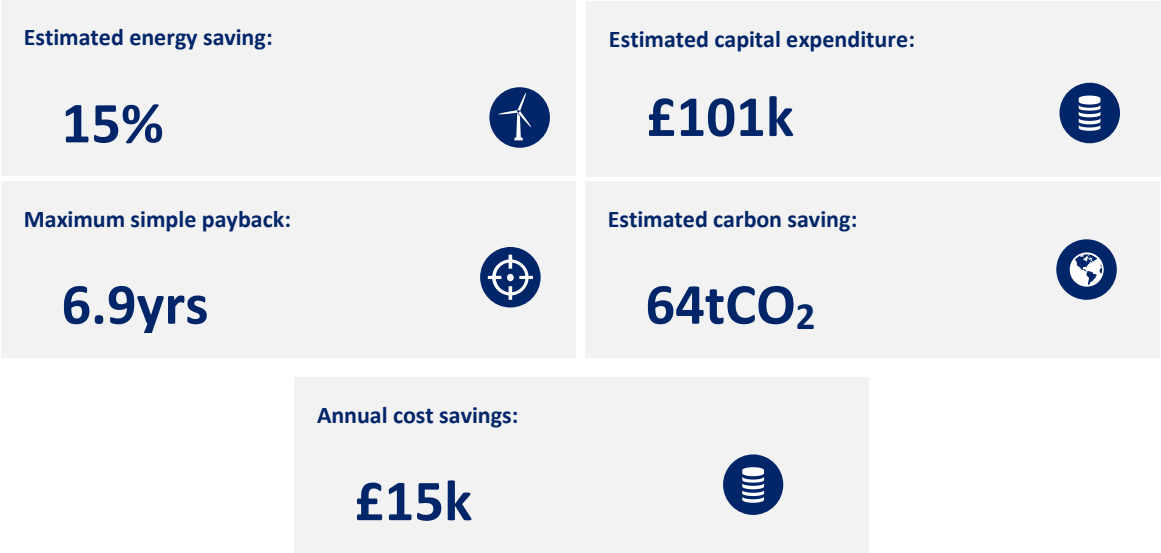 Estimated energy saving:
15%
Estimated capital expenditure:
£101k
Maximum simple payback:
6.9yrs
Estimated carbon saving:
64tCO₂
Annual cost savings:
£15k